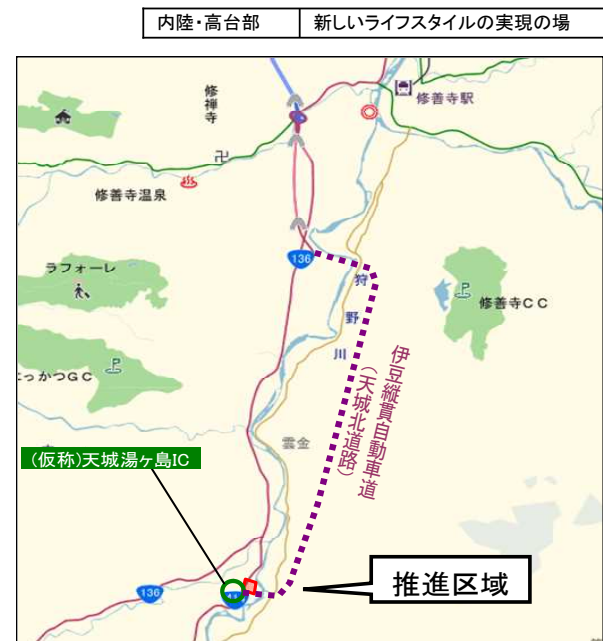 内陸・高台部 新しいライフスタイルの実現の場
修禅寺
修善寺駅
修善寺温泉
136
ラフォーレ
狩野川
修善寺CC
にっかつGC
伊豆縦貫自動車道
(天城北道路)
雲金
(仮称)天城湯ヶ島IC
推進区域
136